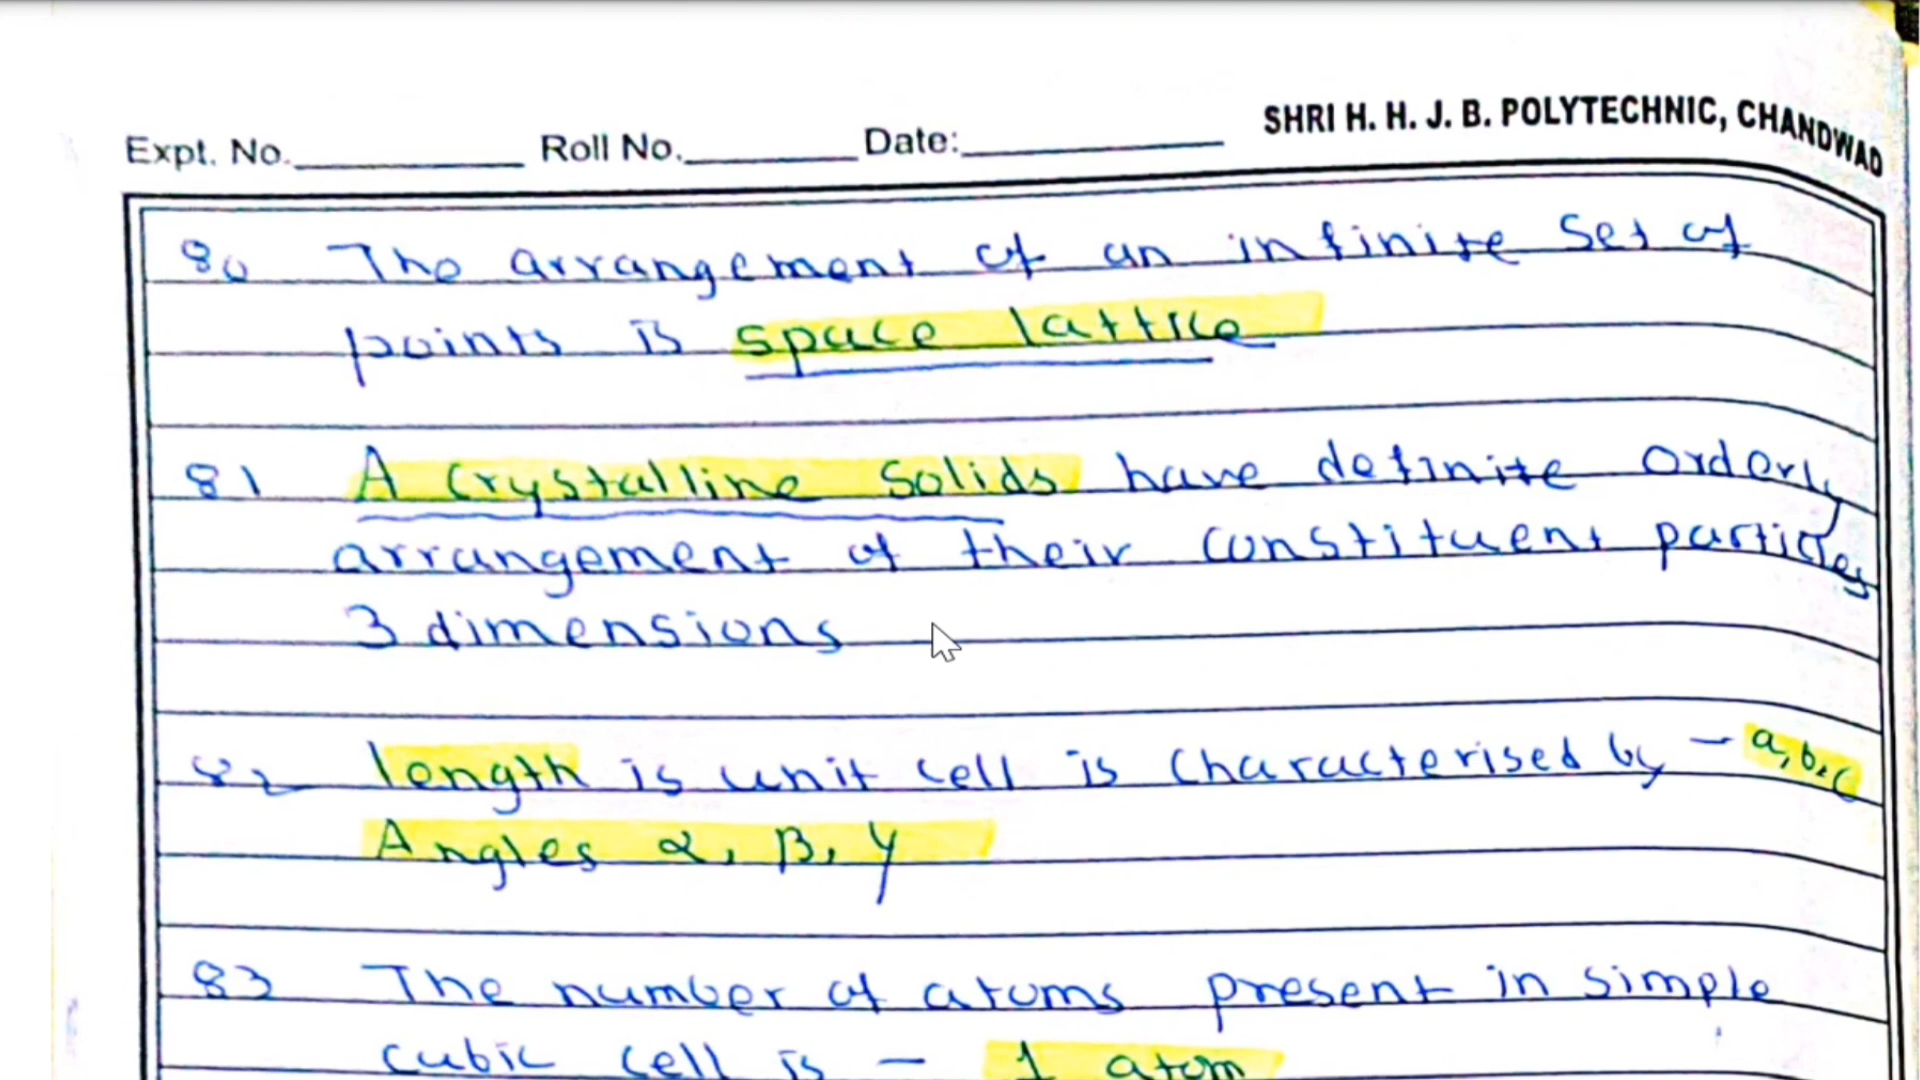 Expt. No. Roll No. Date: SHRI H. H. J. B. POLYTECHNIC, CHANDWAD
80 The arrangement of an infinite set of
points is space lattice
81 A crystalline solids have definite orderly
arrangement of their constituent particles
3 dimensions
82 length is unit cell is characterised by - a, b, c
Angles α, β, γ
83 The number of atoms present in simple
cubic cell is - 1 atom